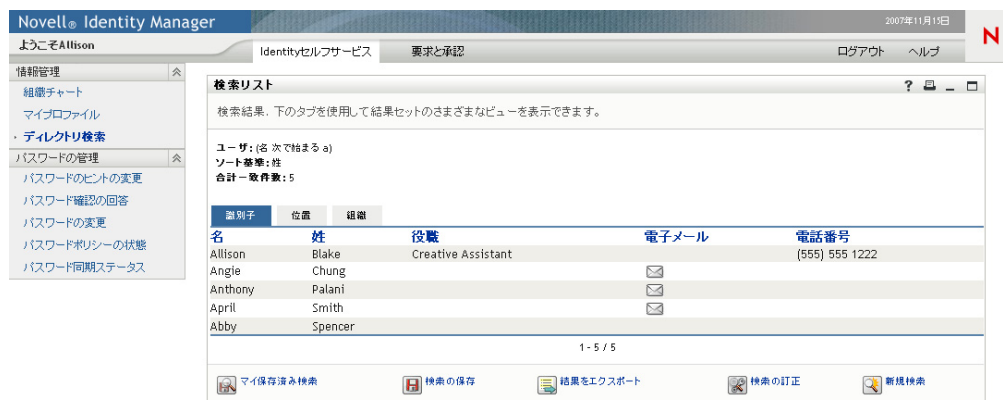 Novell® Identity Manager
2007年11月15日
N
ようこそAllison
Identityセルフサービス
要求と承認
ログアウト
ヘルプ
情報管理
組織チャート
マイプロファイル
ディレクトリ検索
パスワードの管理
パスワードのヒントの変更
パスワード確認の回答
パスワードの変更
パスワードポリシーの状態
パスワード同期ステータス
検索リスト
?
検索結果. 下のタブを使用して結果セットのさまざまなビューを表示できます。
ユーザ: (名 次で始まる a)
ソート基準: 姓
合計一致件数: 5
識別子 位置 組織
名 姓 役職 電子メール 電話番号
Allison Blake Creative Assistant (555) 555 1222
Angie Chung
Anthony Palani
April Smith
Abby Spencer
1 - 5 / 5
マイ保存済み検索 検索の保存 結果をエクスポート 検索の訂正 新規検索